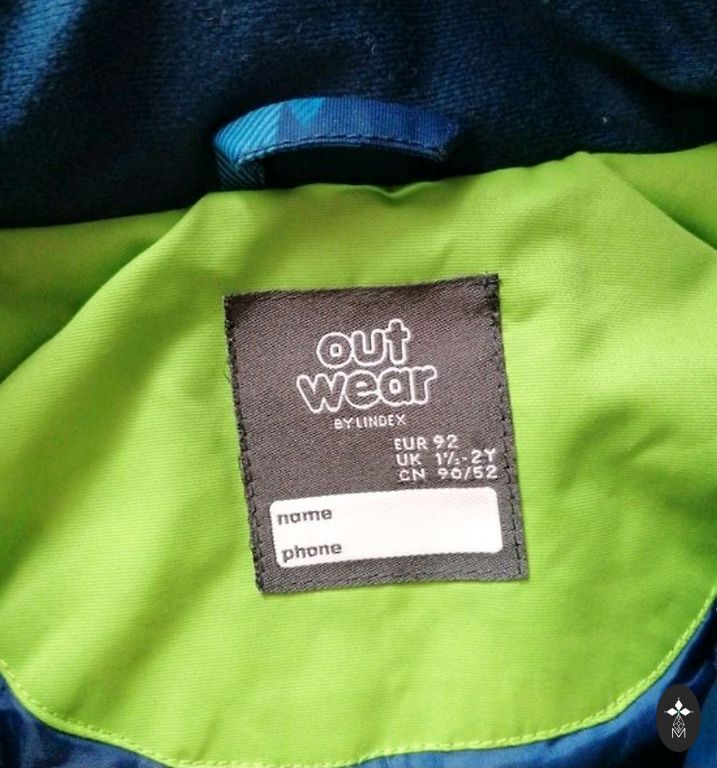 out
wear
BY LINDEX
EUR 92
UK 1½-2Y
CN 90/52
name
phone
M